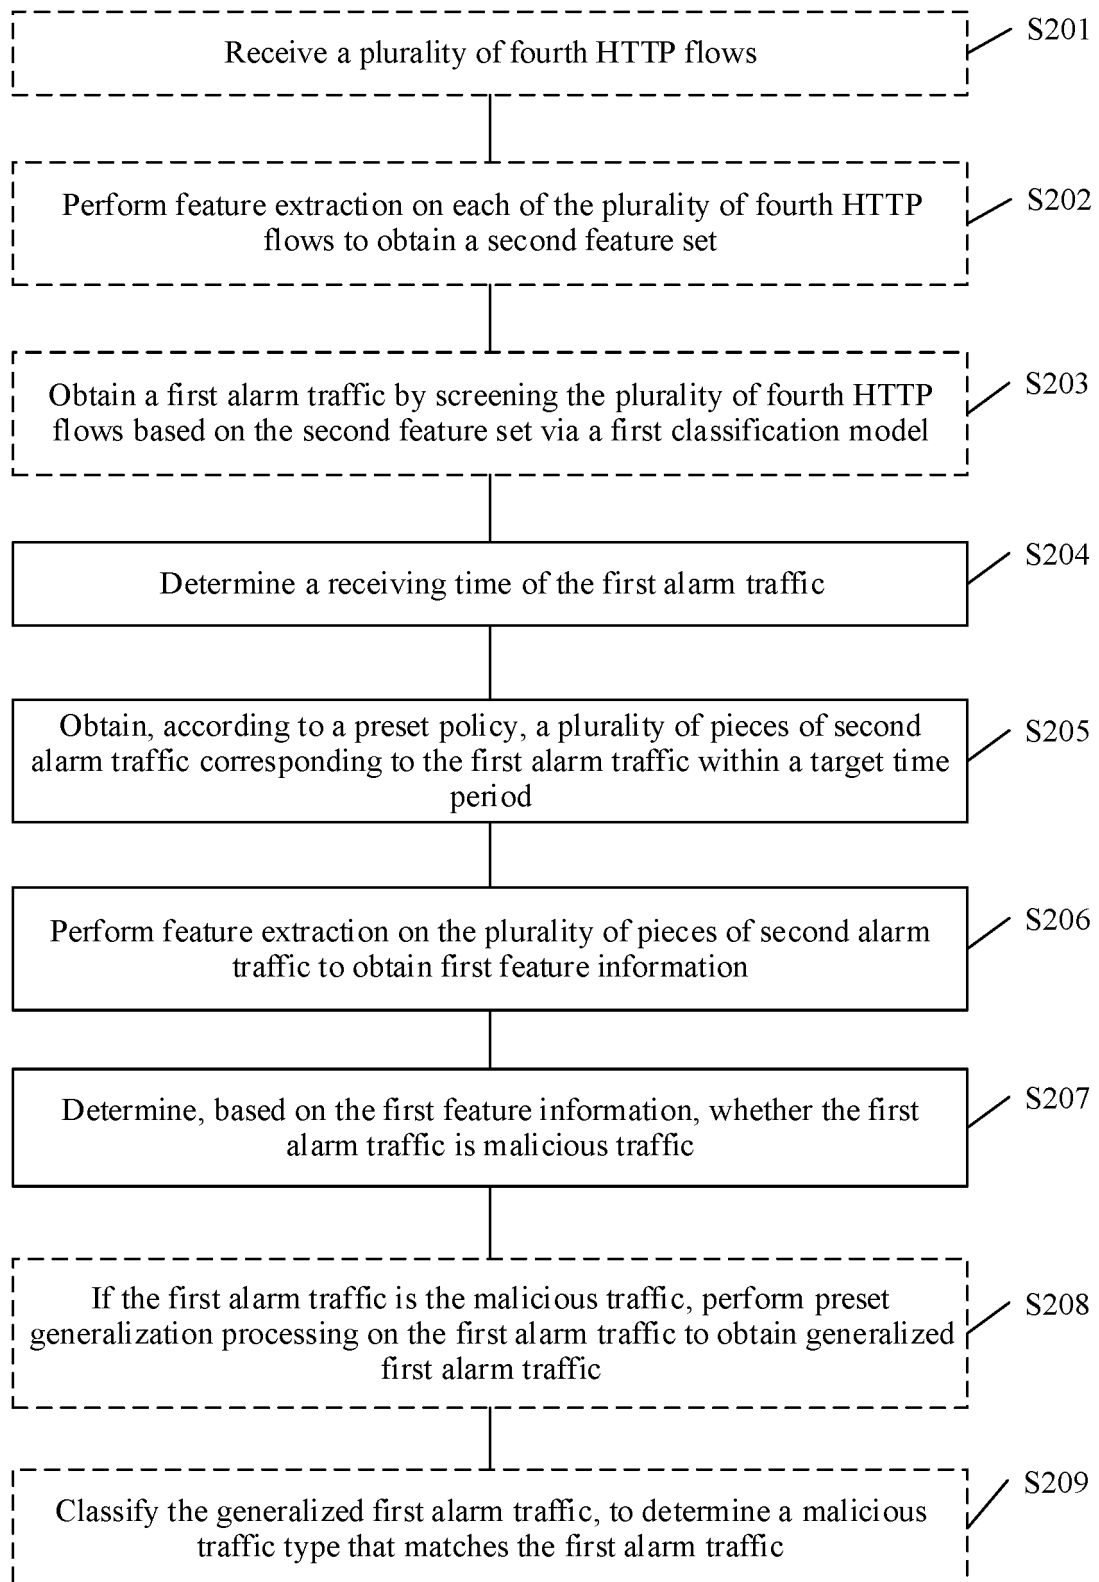 Receive a plurality of fourth HTTP flows
S201
Perform feature extraction on each of the plurality of fourth HTTP
flows to obtain a second feature set
S202
Obtain a first alarm traffic by screening the plurality of fourth HTTP
flows based on the second feature set via a first classification model
S203
Determine a receiving time of the first alarm traffic
S204
Obtain, according to a preset policy, a plurality of pieces of second
alarm traffic corresponding to the first alarm traffic within a target time
period
S205
Perform feature extraction on the plurality of pieces of second alarm
traffic to obtain first feature information
S206
Determine, based on the first feature information, whether the first
alarm traffic is malicious traffic
S207
If the first alarm traffic is the malicious traffic, perform preset
generalization processing on the first alarm traffic to obtain generalized
first alarm traffic
S208
Classify the generalized first alarm traffic, to determine a malicious
traffic type that matches the first alarm traffic
S209